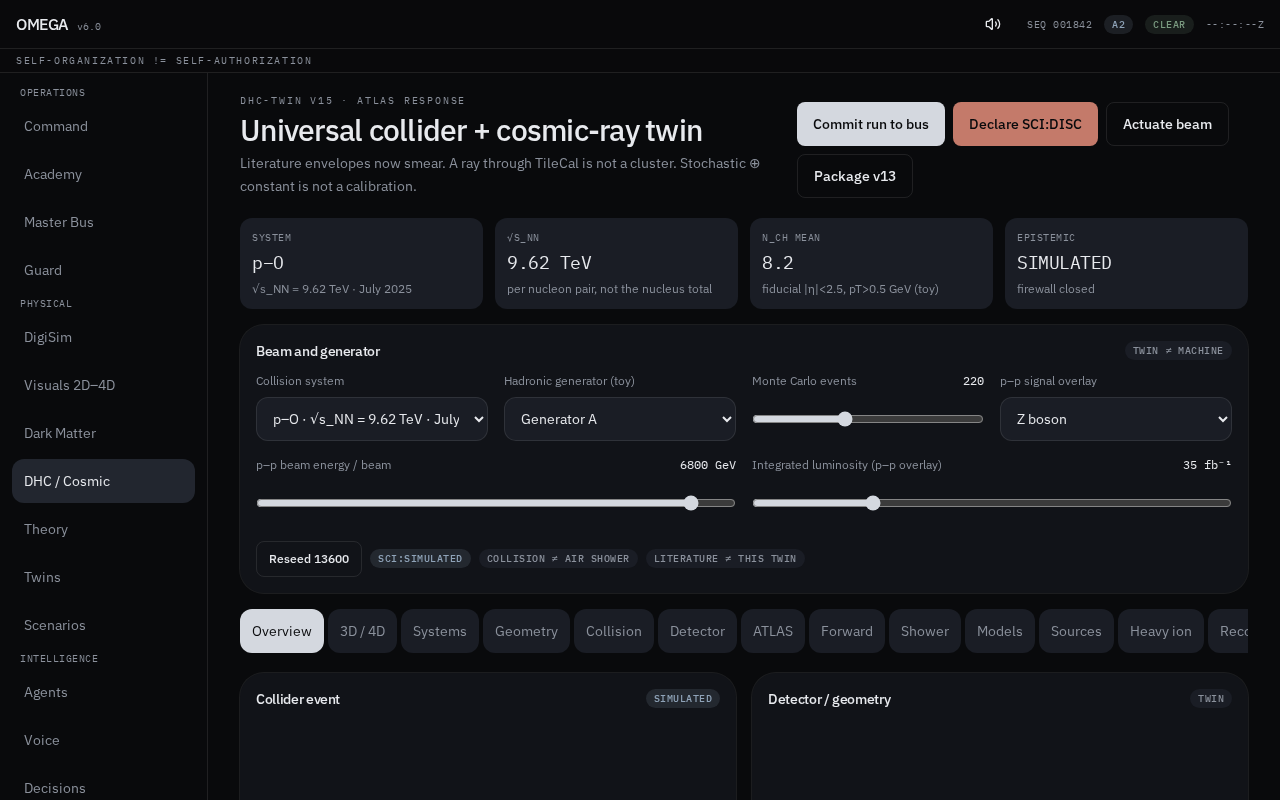 OMEGA v6.0
SEQ 001842 A2 CLEAR --:--:--Z
SELF-ORGANIZATION != SELF-AUTHORIZATION
OPERATIONS
Command
Academy
Master Bus
Guard
PHYSICAL
DigiSim
Visuals 2D–4D
Dark Matter
DHC / Cosmic
Theory
Twins
Scenarios
INTELLIGENCE
Agents
Voice
Decisions
DHC-TWIN V15 · ATLAS RESPONSE
Universal collider + cosmic-ray twin
Literature envelopes now smear. A ray through TileCal is not a cluster. Stochastic ⊕
constant is not a calibration.
Commit run to bus
Declare SCI:DISC
Actuate beam
Package v13
SYSTEM
p–O
√s_NN = 9.62 TeV · July 2025
√S_NN
9.62 TeV
per nucleon pair, not the nucleus total
N_CH MEAN
8.2
fiducial |η|<2.5, pT>0.5 GeV (toy)
EPISTEMIC
SIMULATED
firewall closed
Beam and generator
TWIN ≠ MACHINE
Collision system
p–O · √s_NN = 9.62 TeV · July
Hadronic generator (toy)
Generator A
Monte Carlo events 220
p–p signal overlay
Z boson
p–p beam energy / beam 6800 GeV
Integrated luminosity (p–p overlay) 35 fb⁻¹
Reseed 13600
SCI:SIMULATED
COLLISION ≠ AIR SHOWER
LITERATURE ≠ THIS TWIN
Overview
3D / 4D
Systems
Geometry
Collision
Detector
ATLAS
Forward
Shower
Models
Sources
Heavy ion
Collider event
SIMULATED
Detector / geometry
TWIN